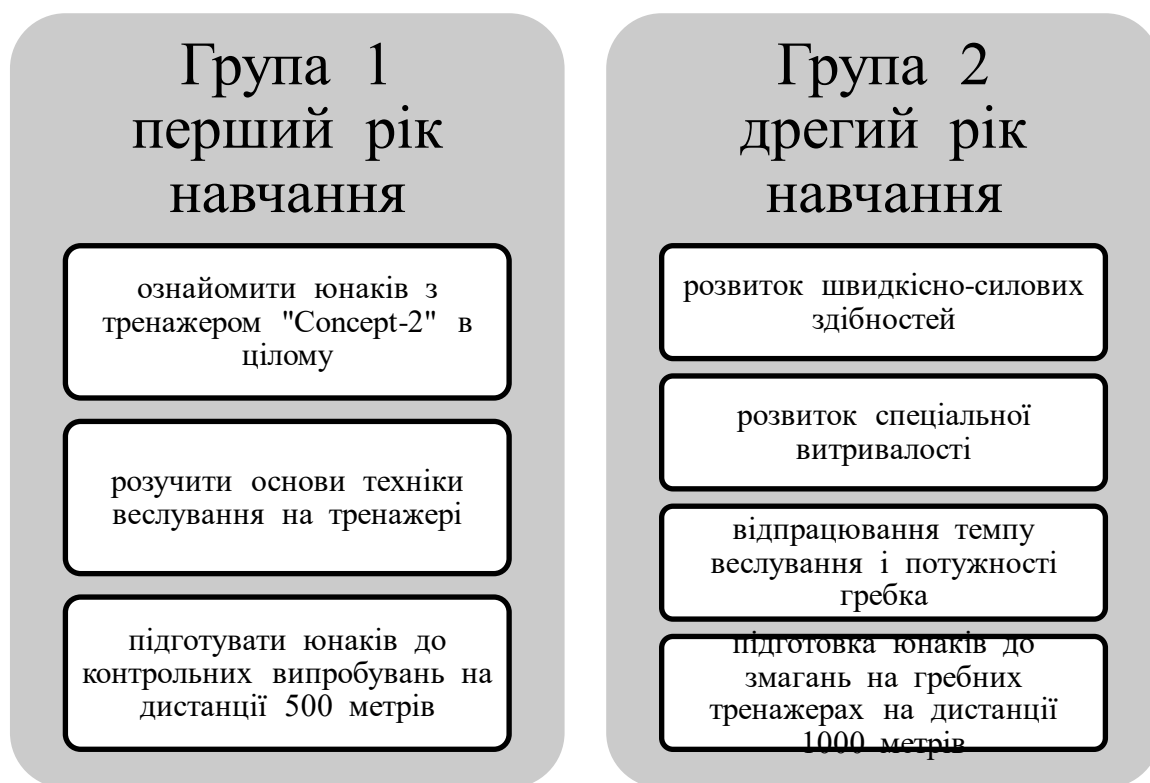 Група 1
перший рік
навчання
ознайомити юнаків з
тренажером "Concept-2" в
цілому
розучити основи техніки
веслування на тренажері
підготувати юнаків до
контрольних випробувань на
дистанції 500 метрів
Група 2
дрегий рік
навчання
розвиток швидкісно-силових
здібностей
розвиток спеціальної
витривалості
відпрацювання темпу
веслування і потужності
гребка
підготовка юнаків до
змагань на гребних
тренажерах на дистанції
1000 метрів